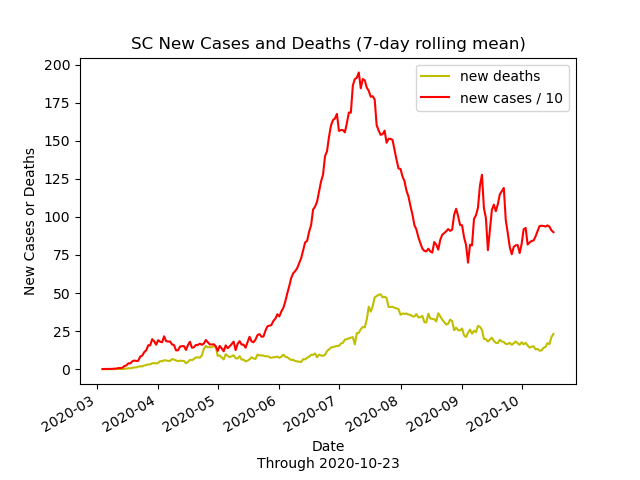 SC New Cases and Deaths (7-day rolling mean)
new deaths
new cases / 10
200
175
150
125
100
75
50
25
0
New Cases or Deaths
2020-03
2020-04
2020-05
2020-06
2020-07
2020-08
2020-09
2020-10
Date
Through 2020-10-23